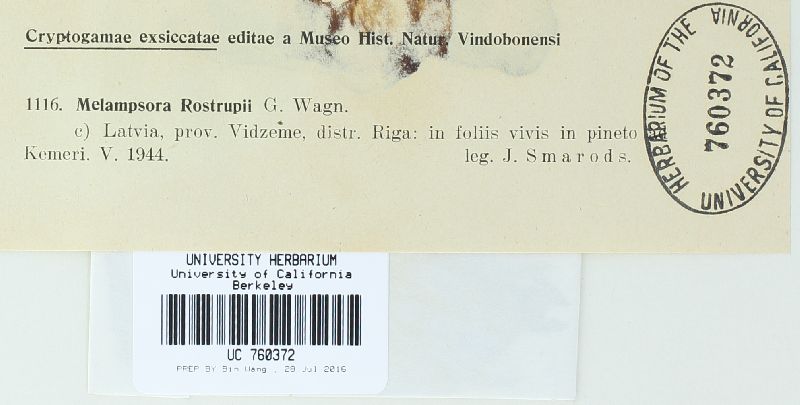 Cryptogamae exsiccatae editae a Museo Hist. Natur. Vindobonensi
1116. Melampsora Rostrupii G. Wagn.
c) Latvia, prov. Vidzeme, distr. Riga: in foliis vivis in pineto
Kemeri. V. 1944. leg. J. Smarods.
HERBARIUM OF THE UNIVERSITY OF CALIFORNIA
760372
UNIVERSITY HERBARIUM
University of California
Berkeley
UC 760372
PREP BY Bin Wang , 29 Jul 2016